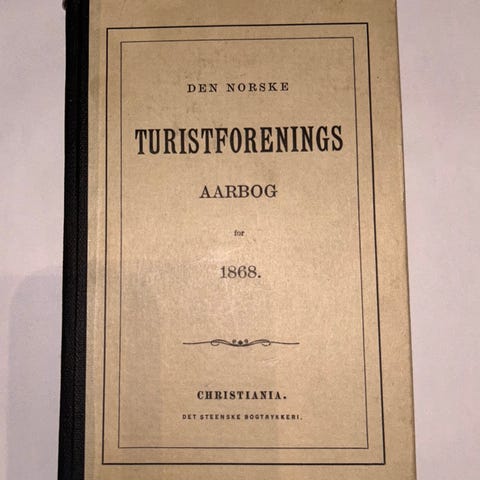 DEN NORSKE
TURISTFORENINGS
AARBOG
for
1868.
CHRISTIANIA.
DET STEENSKE BOGTRYKKERI.